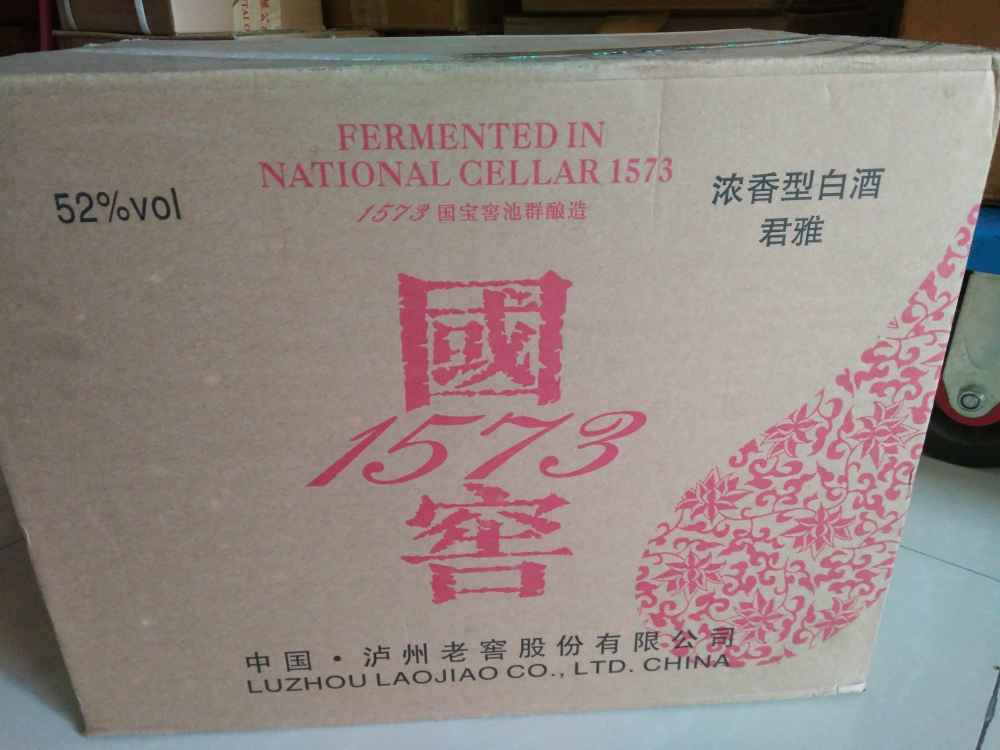 FERMENTED IN
NATIONAL CELLAR 1573
1573 国宝窖池群酿造
52%vol
浓香型白酒
君雅
國
1573
窖
中国·泸州老窖股份有限公司
LUZHOU LAOJIAO CO., LTD. CHINA